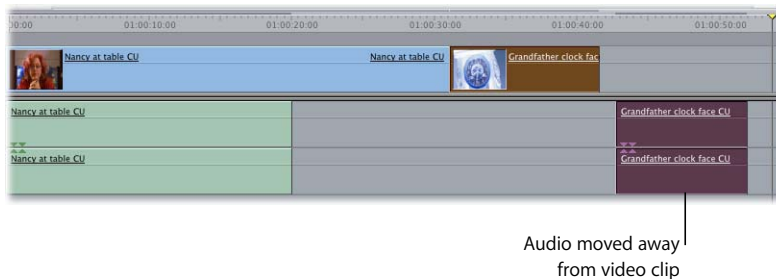 00:00 01:00:10:00 01:00:20:00 01:00:30:00 01:00:40:00 01:00:50:00
Nancy at table CU Nancy at table CU Grandfather clock fac
Nancy at table CU Grandfather clock face CU
Nancy at table CU Grandfather clock face CU
Audio moved away
from video clip